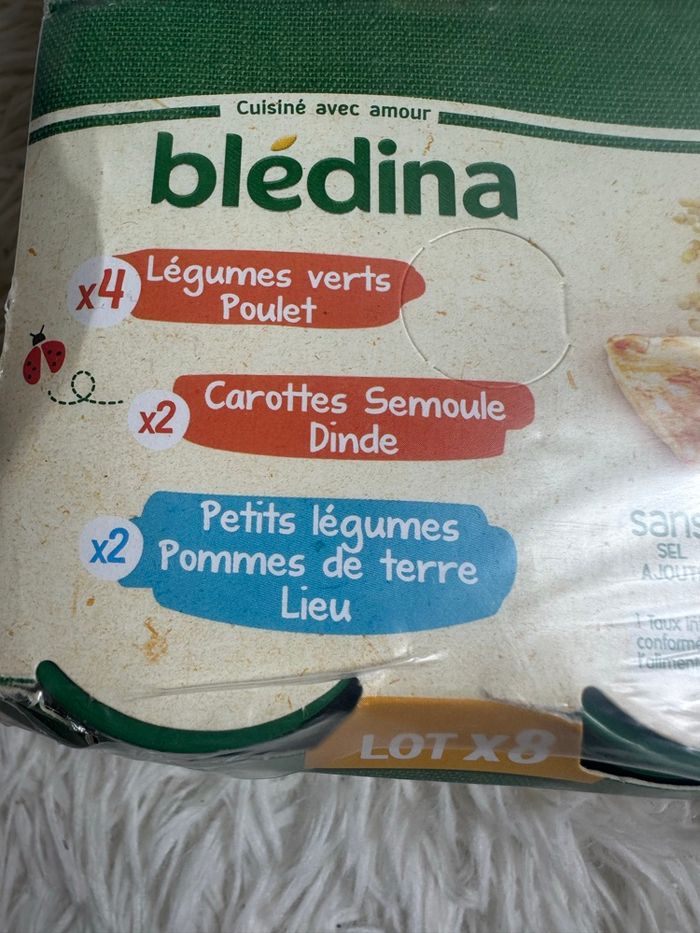 Cuisiné avec amour
blédina
x4
Légumes verts
Poulet
x2
Carottes Semoule
Dinde
x2
Petits légumes
Pommes de terre
Lieu
sans
SEL
LOT X8